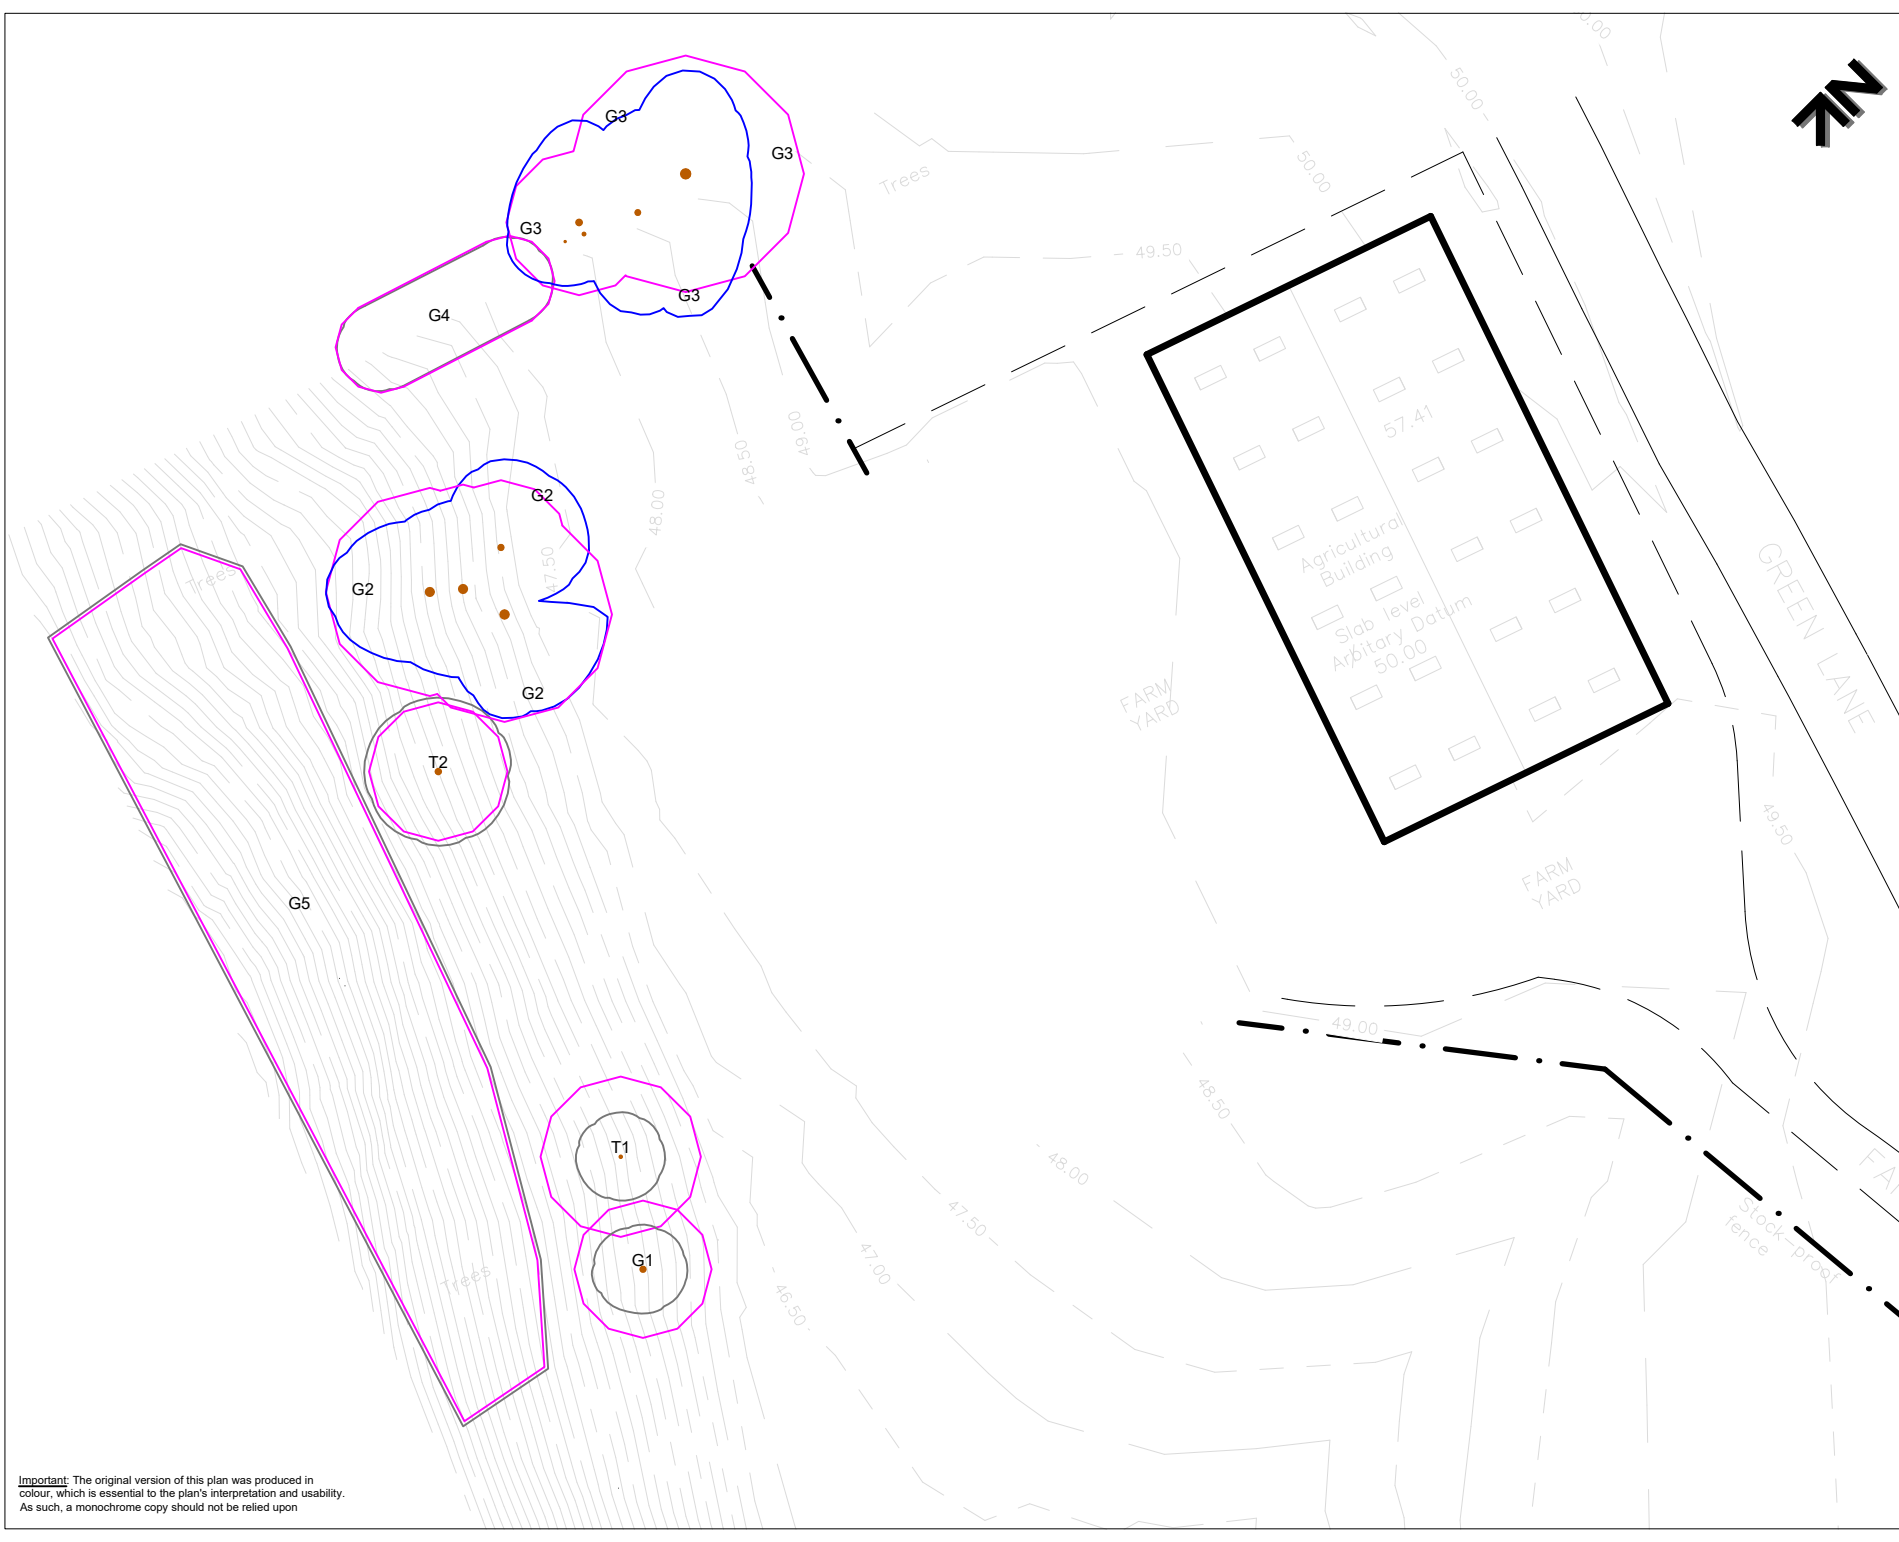 50.00
50.00
N
G3
G3
Trees
50.00
G3
49.50
G3
G4
57.41
49.00
48.50
G2
48.00
Agricultural
Building
47.50
Trees
G2
GREEN LANE
Slab level
Arbitary Datum
50.00
G2
FARM
YARD
T2
49.50
FARM
YARD
G5
49.00
48.50
T1
48.00
Stock-proof
fence
47.50
47.00
G1
Trees
46.50
Important: The original version of this plan was produced in
colour, which is essential to the plan's interpretation and usability.
As such, a monochrome copy should not be relied upon